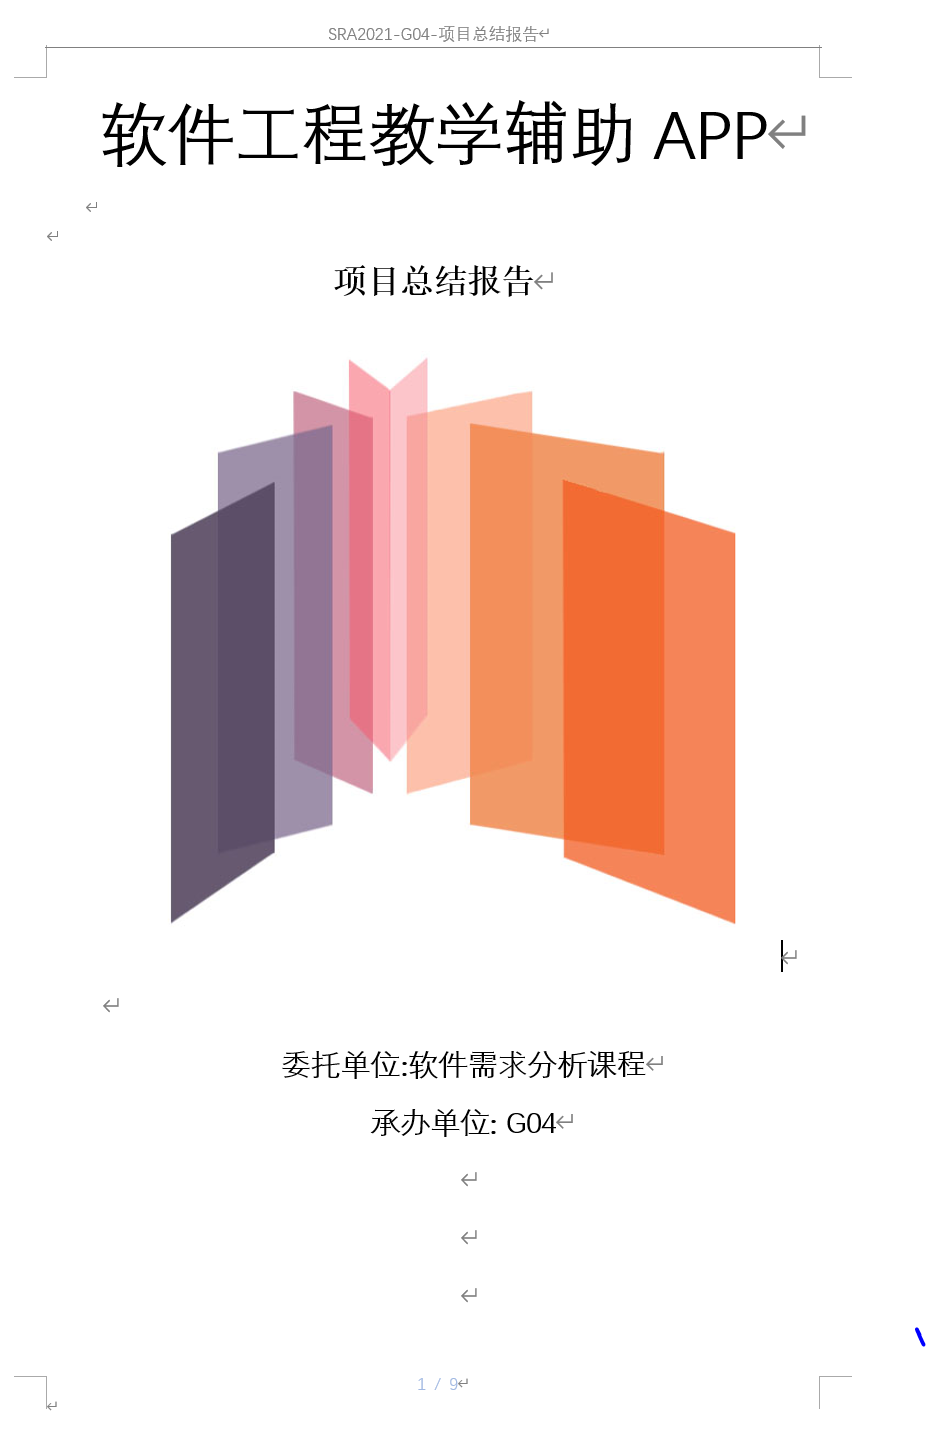 SRA2021-G04-项目总结报告
软件工程教学辅助 APP
项目总结报告
委托单位:软件需求分析课程
承办单位: G04
1 / 9